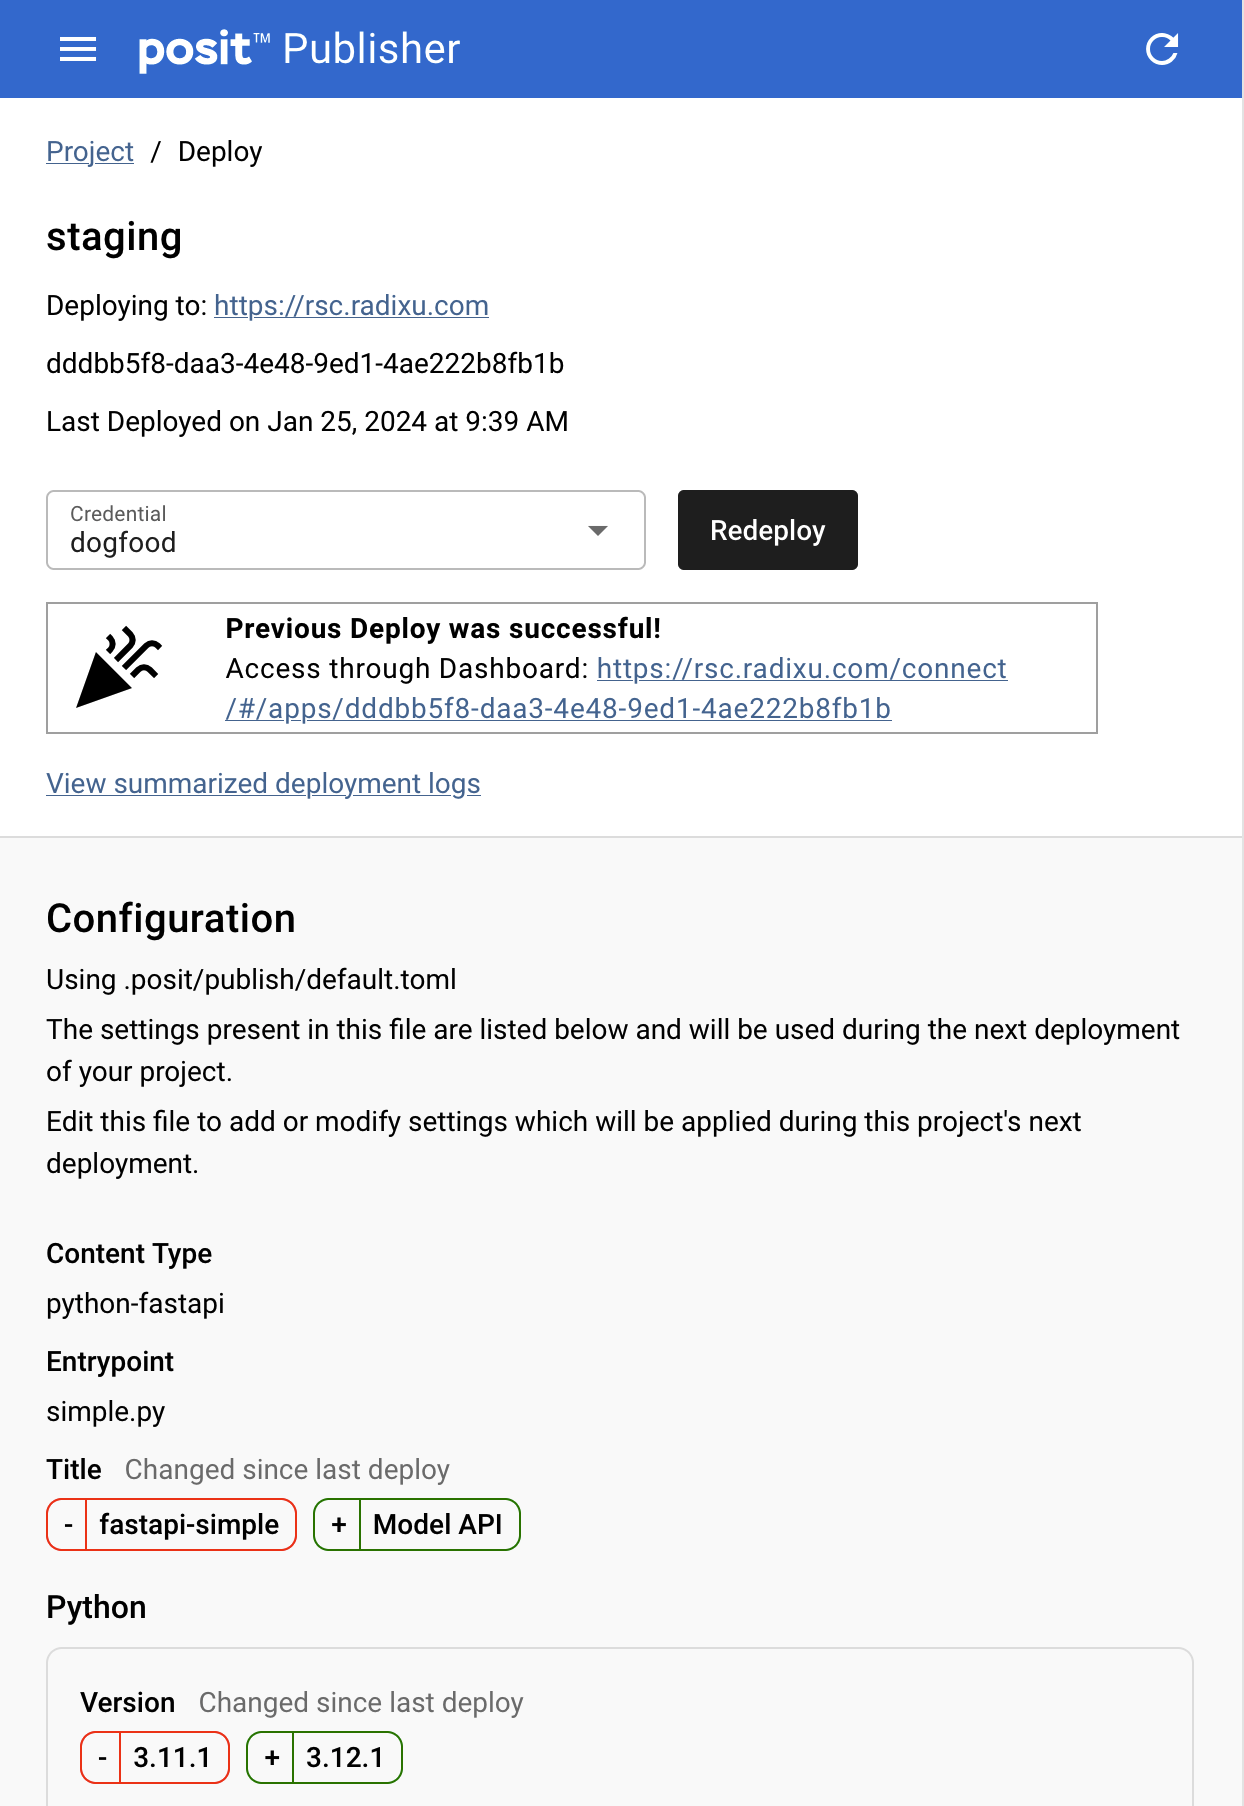 posit™ Publisher
Project / Deploy
staging
Deploying to: https://rsc.radixu.com
dddbb5f8-daa3-4e48-9ed1-4ae222b8fb1b
Last Deployed on Jan 25, 2024 at 9:39 AM
Credential
dogfood
Redeploy
Previous Deploy was successful!
Access through Dashboard: https://rsc.radixu.com/connect
/#/apps/dddbb5f8-daa3-4e48-9ed1-4ae222b8fb1b
View summarized deployment logs
Configuration
Using .posit/publish/default.toml
The settings present in this file are listed below and will be used during the next deployment
of your project.
Edit this file to add or modify settings which will be applied during this project's next
deployment.
Content Type
python-fastapi
Entrypoint
simple.py
Title Changed since last deploy
- fastapi-simple + Model API
Python
Version Changed since last deploy
- 3.11.1 + 3.12.1